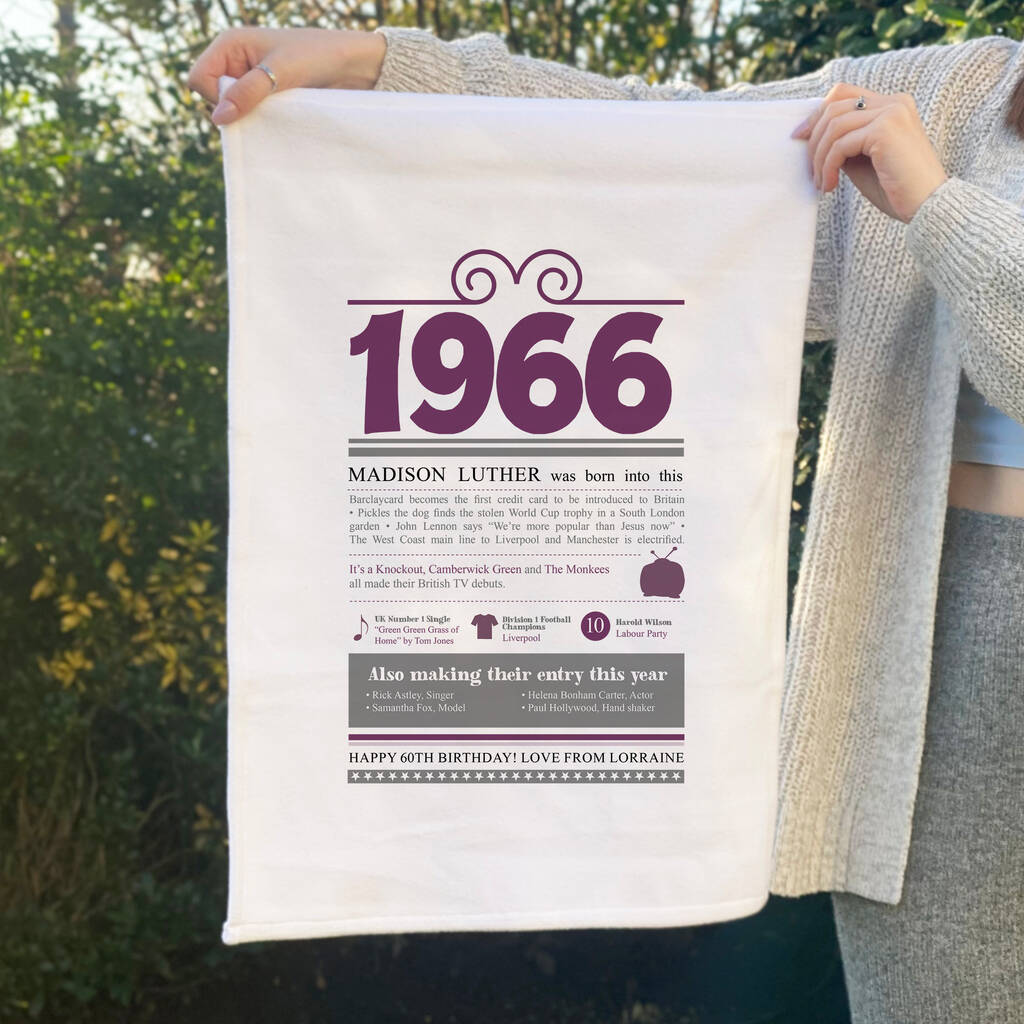 1966
MADISON LUTHER was born into this
Barclaycard becomes the first credit card to be introduced to Britain
• Pickles the dog finds the stolen World Cup trophy in a South London
garden • John Lennon says “We’re more popular than Jesus now” •
The West Coast main line to Liverpool and Manchester is electrified.
It’s a Knockout, Camberwick Green and The Monkees
all made their British TV debuts.
UK Number 1 Single
“Green Green Grass of
Home” by Tom Jones
Division 1 Football
Champions
Liverpool
10
Harold Wilson
Labour Party
Also making their entry this year
• Rick Astley, Singer
• Samantha Fox, Model
• Helena Bonham Carter, Actor
• Paul Hollywood, Hand shaker
HAPPY 60TH BIRTHDAY! LOVE FROM LORRAINE